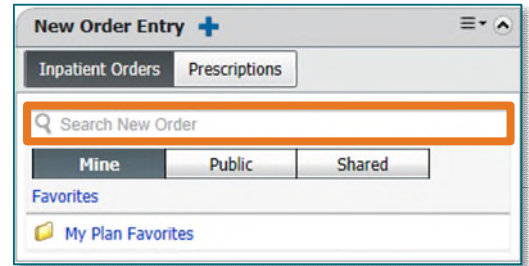 New Order Entry
Inpatient Orders Prescriptions
Search New Order
Mine Public Shared
Favorites
My Plan Favorites